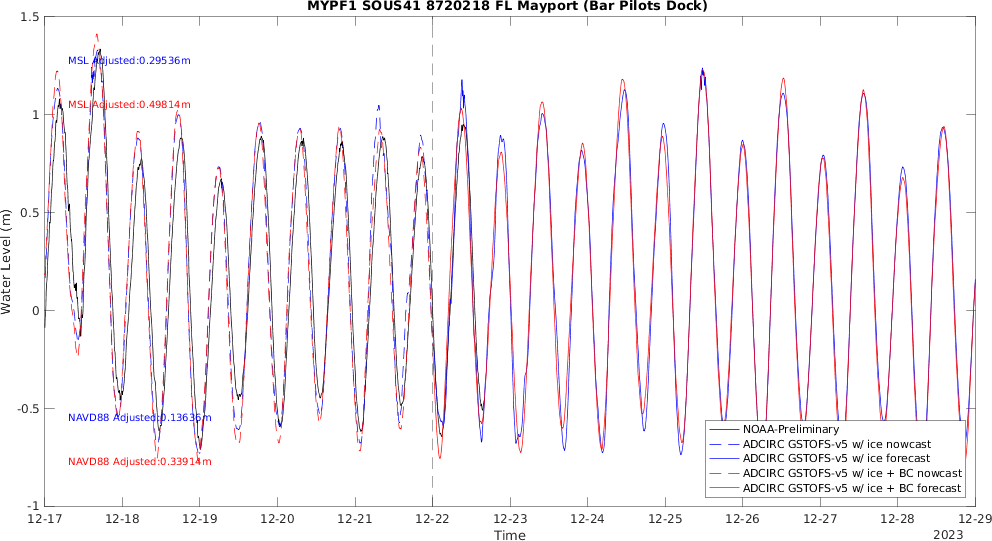 MYPF1 SOUS41 8720218 FL Mayport (Bar Pilots Dock)
1.5
1
0.5
0
-0.5
-1
Water Level (m)
MSL Adjusted:0.29536m
MSL Adjusted:0.49814m
NAVD88 Adjusted:0.13636m
NAVD88 Adjusted:0.33914m
NOAA-Preliminary
ADCIRC GSTOFS-v5 w/ ice nowcast
ADCIRC GSTOFS-v5 w/ ice forecast
ADCIRC GSTOFS-v5 w/ ice + BC nowcast
ADCIRC GSTOFS-v5 w/ ice + BC forecast
12-17 12-18 12-19 12-20 12-21 12-22 12-23 12-24 12-25 12-26 12-27 12-28 12-29
Time
2023